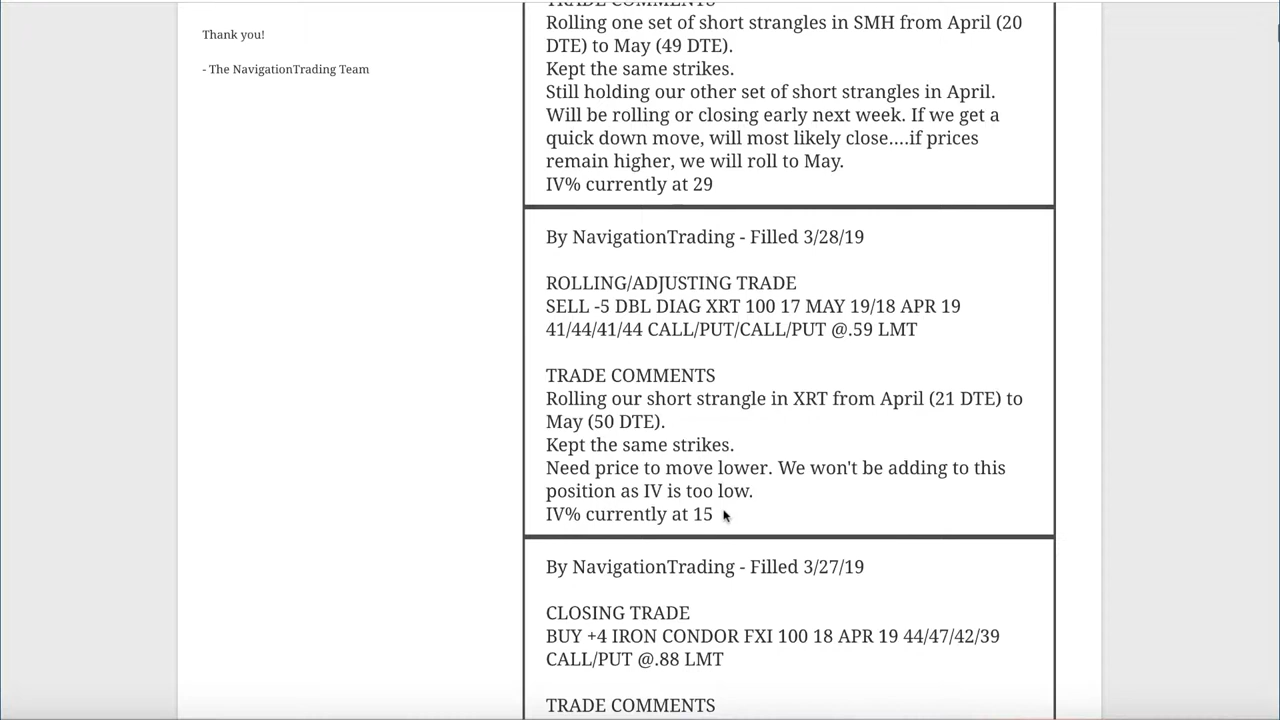 Thank you!
- The NavigationTrading Team
TRADE COMMENTS
Rolling one set of short strangles in SMH from April (20
DTE) to May (49 DTE).
Kept the same strikes.
Still holding our other set of short strangles in April.
Will be rolling or closing early next week. If we get a
quick down move, will most likely close....if prices
remain higher, we will roll to May.
IV% currently at 29
By NavigationTrading - Filled 3/28/19
ROLLING/ADJUSTING TRADE
SELL -5 DBL DIAG XRT 100 17 MAY 19/18 APR 19
41/44/41/44 CALL/PUT/CALL/PUT @.59 LMT
TRADE COMMENTS
Rolling our short strangle in XRT from April (21 DTE) to
May (50 DTE).
Kept the same strikes.
Need price to move lower. We won't be adding to this
position as IV is too low.
IV% currently at 15
By NavigationTrading - Filled 3/27/19
CLOSING TRADE
BUY +4 IRON CONDOR FXI 100 18 APR 19 44/47/42/39
CALL/PUT @.88 LMT
TRADE COMMENTS